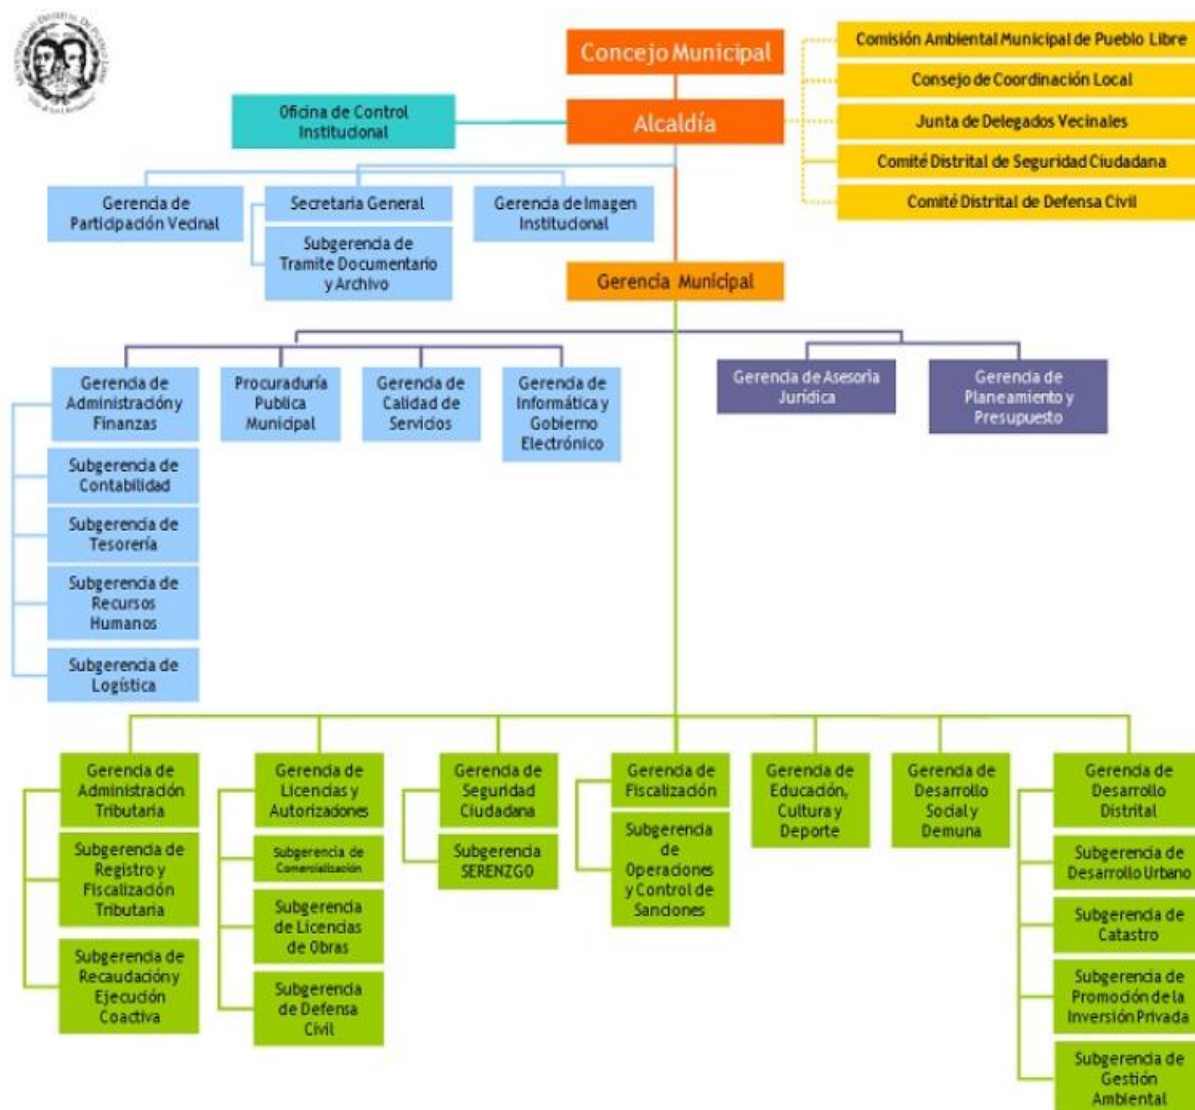 MUNICIPALIDAD DISTRITAL DE PUEBLO LIBRE
Concejo Municipal
Alcaldía
Oficina de Control
Institucional
Comisión Ambiental Municipal de Pueblo Libre
Consejo de Coordinación Local
Junta de Delegados Vecinales
Comité Distrital de Seguridad Ciudadana
Comité Distrital de Defensa Civil
Gerencia de
Participación Vecinal
Secretaria General
Subgerencia de
Tramite Documentario
y Archivo
Gerencia de Imagen
Institucional
Gerencia Municipal
Gerencia de
Administración y
Finanzas
Subgerencia de
Contabilidad
Subgerencia de
Tesorería
Subgerencia de
Recursos
Humanos
Subgerencia de
Logística
Procuraduría
Publica
Municipal
Gerencia de
Calidad de
Servicios
Gerencia de
Informática y
Gobierno
Electrónico
Gerencia de Asesoria
Jurídica
Gerencia de
Planeamiento y
Presupuesto
Gerencia de
Administración
Tributaria
Subgerencia de
Registro y
Fiscalización
Tributaria
Subgerencia de
Recaudación y
Ejecución
Coactiva
Gerencia de
Licencias y
Autorizaciones
Subgerencia de
Comercialización
Subgerencia
de Licencias
de Obras
Subgerencia
de Defensa
Civil
Gerencia de
Seguridad
Ciudadana
Subgerencia
SERENZGO
Gerencia de
Fiscalización
Subgerencia
de
Operaciones
y Control de
Sanciones
Gerencia de
Educación,
Cultura y
Deporte
Gerencia de
Desarrollo
Social y
Demuna
Gerencia de
Desarrollo
Distrital
Subgerencia de
Desarrollo Urbano
Subgerencia de
Catastro
Subgerencia de
Promoción de la
Inversión Privada
Subgerencia de
Gestión
Ambiental